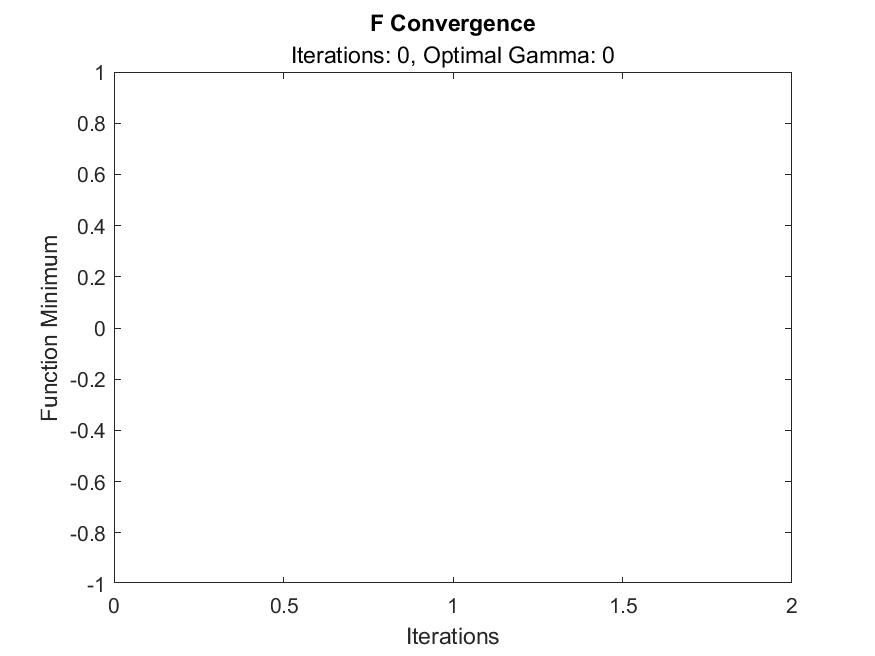 F Convergence
Iterations: 0, Optimal Gamma: 0
1
0.8
0.6
0.4
0.2
0
-0.2
-0.4
-0.6
-0.8
-1
Function Minimum
0 0.5 1 1.5 2
Iterations